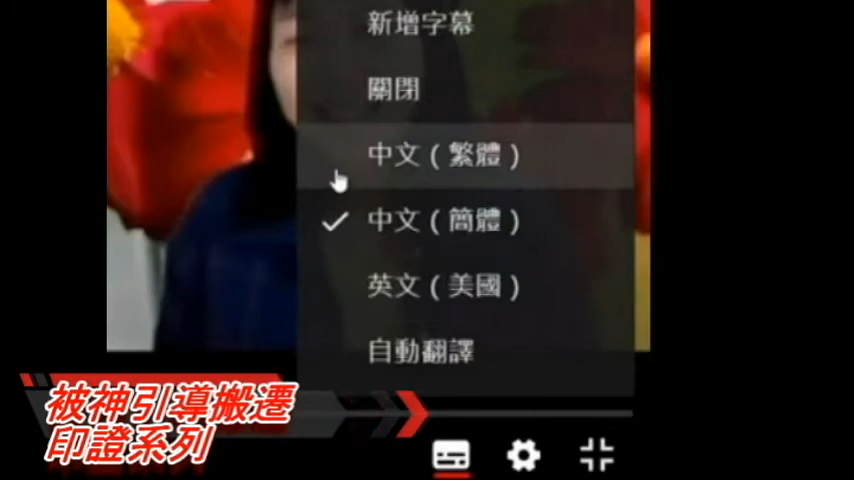 新增字幕
關閉
中文（繁體）
中文（簡體）
英文（美國）
自動翻譯
被神引導搬遷
印證系列